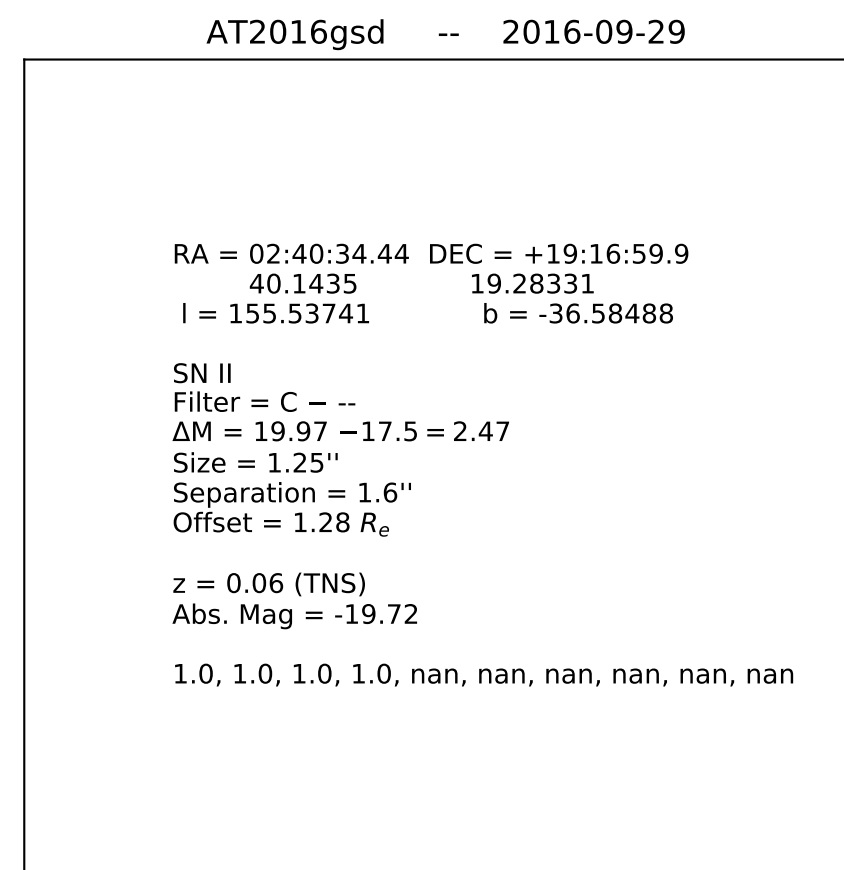 AT2016gsd -- 2016-09-29
RA = 02:40:34.44 DEC = +19:16:59.9
40.1435 19.28331
l = 155.53741 b = -36.58488
SN II
Filter = C − --
ΔM = 19.97 −17.5 = 2.47
Size = 1.25''
Separation = 1.6''
Offset = 1.28 Rₑ
z = 0.06 (TNS)
Abs. Mag = -19.72
1.0, 1.0, 1.0, 1.0, nan, nan, nan, nan, nan, nan